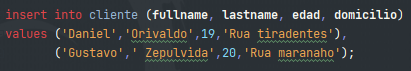 insert into cliente (fullname, lastname, edad, domicilio)
values ('Daniel','Orivaldo',19,'Rua tiradentes'),
('Gustavo',' Zepulvida',20,'Rua maranaho');